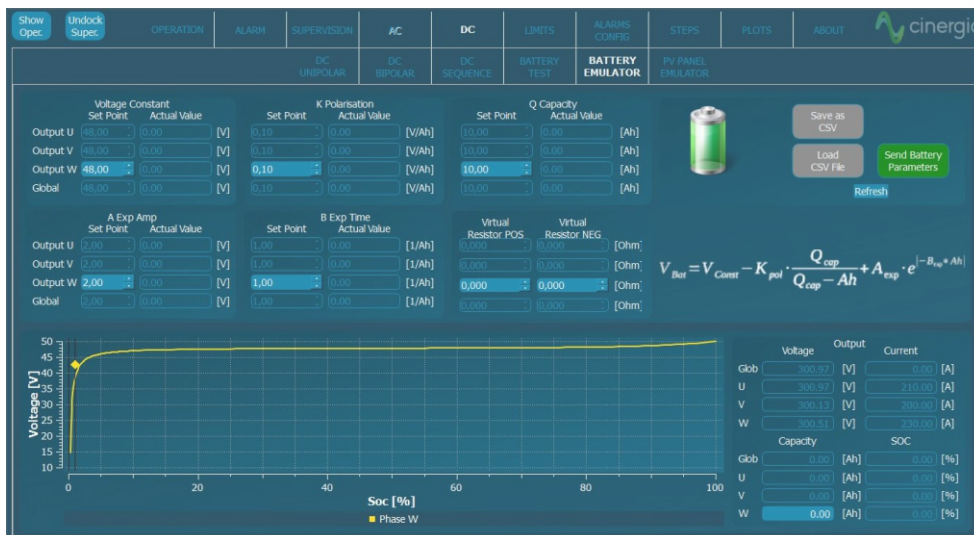 Show Oper.
Undock Super.
OPERATION
ALARM
SUPERVISION
AC
DC
LIMITS
ALARMS CONFIG
STEPS
PLOTS
ABOUT
cinergia
DC UNIPOLAR
DC BIPOLAR
DC SEQUENCE
BATTERY TEST
BATTERY EMULATOR
PV PANEL EMULATOR
Voltage Constant
Set Point Actual Value
Output U 48,00 0.00 [V]
Output V 48,00 0.00 [V]
Output W 48,00 0.00 [V]
Global 48,00 0.00 [V]
K Polarisation
Set Point Actual Value
0,10 0.00 [V/Ah]
0,10 0.00 [V/Ah]
0,10 0.00 [V/Ah]
0,10 0.00 [V/Ah]
Q Capacity
Set Point Actual Value
10,00 0.00 [Ah]
10,00 0.00 [Ah]
10,00 0.00 [Ah]
10,00 0.00 [Ah]
Save as CSV
Load CSV File
Send Battery Parameters
Refresh
A Exp Amp
Set Point Actual Value
Output U 2,00 0.00 [V]
Output V 2,00 0.00 [V]
Output W 2,00 0.00 [V]
Global 2,00 0.00 [V]
B Exp Time
Set Point Actual Value
1,00 0.00 [1/Ah]
1,00 0.00 [1/Ah]
1,00 0.00 [1/Ah]
1,00 0.00 [1/Ah]
Virtual Resistor POS Virtual Resistor NEG
0,000 0,000 [Ohm]
0,000 0,000 [Ohm]
0,000 0,000 [Ohm]
0,000 0,000 [Ohm]
V Bat = V Const − K pol · Q cap / Q cap − Ah + A exp · e |−B exp * Ah|
Voltage [V]
50
45
40
35
30
25
20
15
10
0 20 40 60 80 100
Soc [%]
Phase W
Output
Voltage Current
Glob 300.97 [V] 0.00 [A]
U 300.97 [V] 210.00 [A]
V 300.13 [V] 200.00 [A]
W 300.51 [V] 230.00 [A]
Capacity SOC
Glob 0.00 [Ah] 0.00 [%]
U 0.00 [Ah] 0.00 [%]
V 0.00 [Ah] 0.00 [%]
W 0.00 [Ah] 0.00 [%]